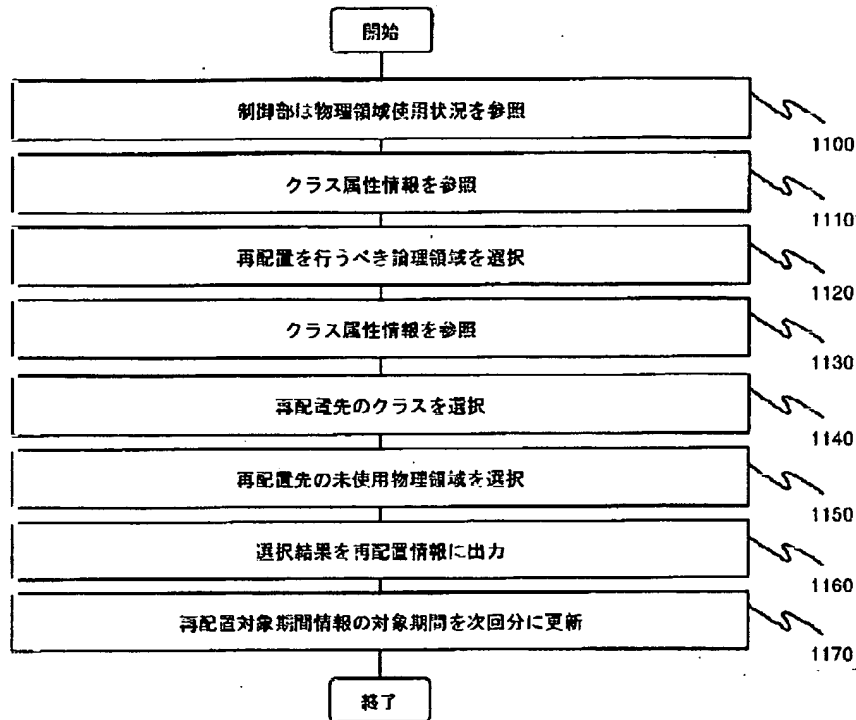 開始
制御部は物理領域使用状況を参照
1100
クラス属性情報を参照
1110
再配置を行うべき論理領域を選択
1120
クラス属性情報を参照
1130
再配置先のクラスを選択
1140
再配置先の未使用物理領域を選択
1150
選択結果を再配置情報に出力
1160
再配置対象期間情報の対象期間を次回分に更新
1170
終了